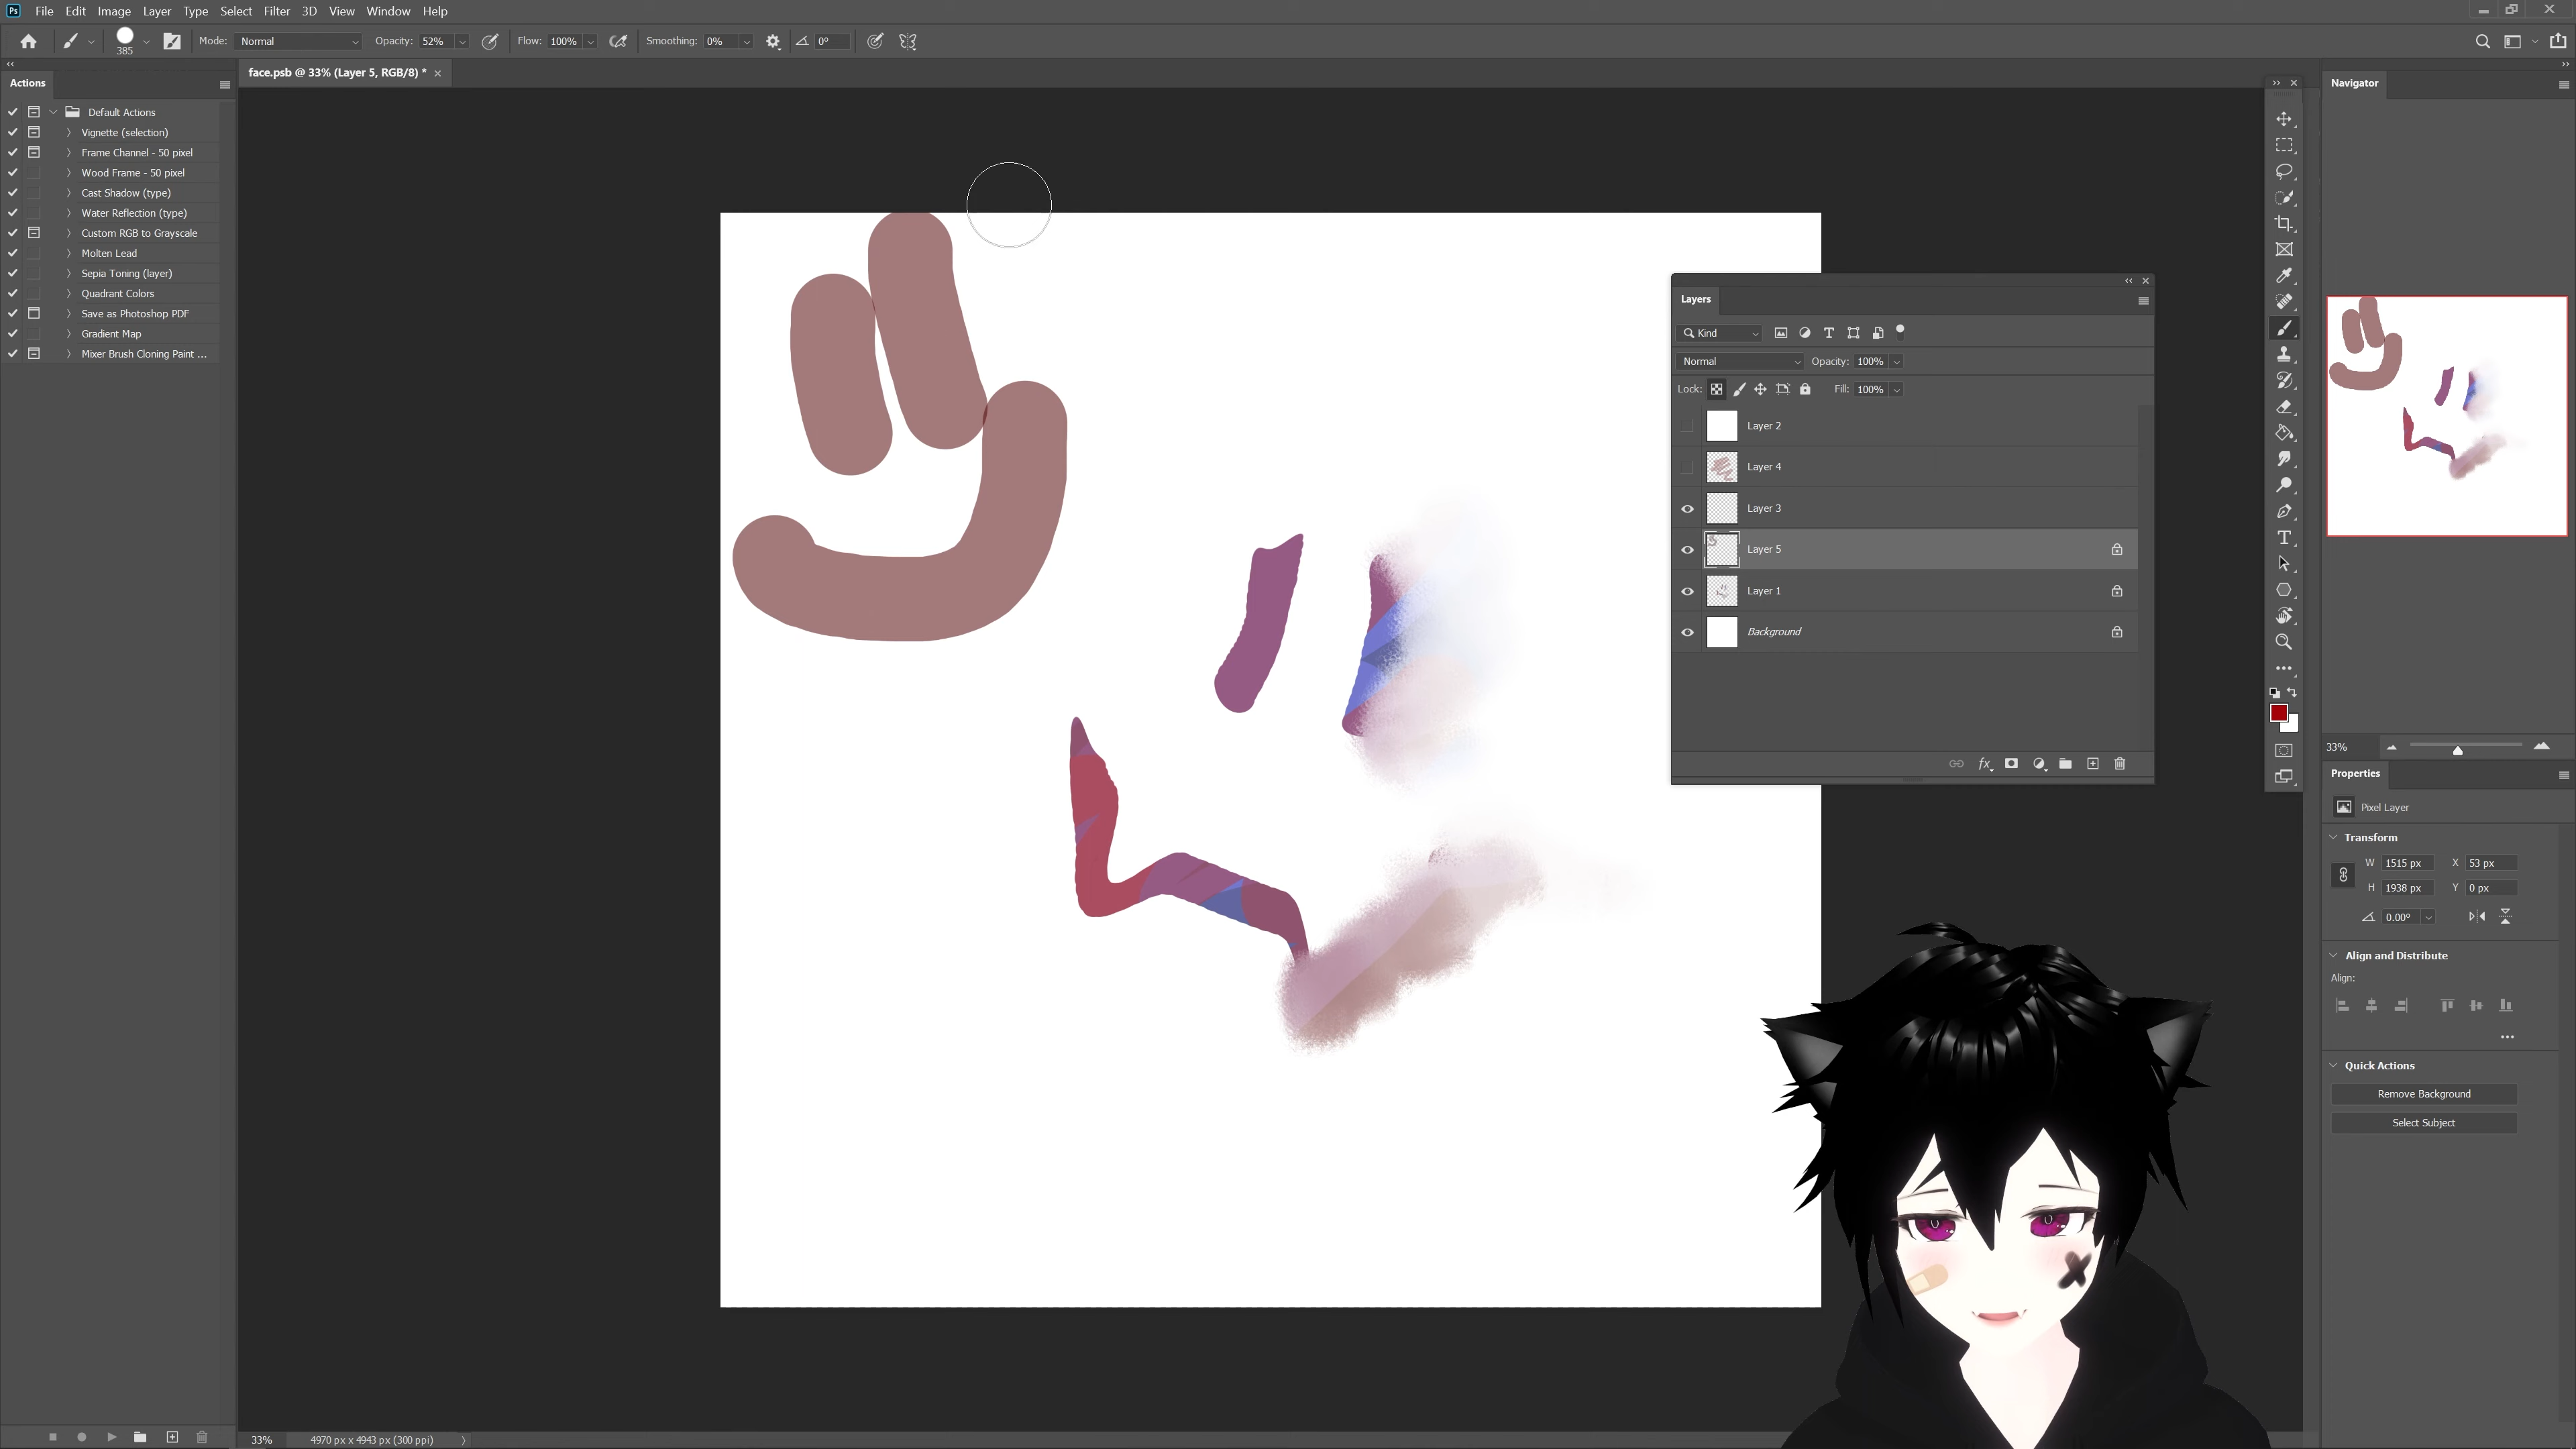 Ps File Edit Image Layer Type Select Filter 3D View Window Help
385 Mode: Normal Opacity: 52% Flow: 100% Smoothing: 0% 0°
face.psb @ 33% (Layer 5, RGB/8) *
Actions
Default Actions
Vignette (selection)
Frame Channel - 50 pixel
Wood Frame - 50 pixel
Cast Shadow (type)
Water Reflection (type)
Custom RGB to Grayscale
Molten Lead
Sepia Toning (layer)
Quadrant Colors
Save as Photoshop PDF
Gradient Map
Mixer Brush Cloning Paint ...
Layers
Kind
Normal Opacity: 100%
Lock: Fill: 100%
Layer 2
Layer 4
Layer 3
Layer 5
Layer 1
Background
fx
Navigator
33%
Properties
Pixel Layer
Transform
W 1515 px X 53 px
H 1938 px Y 0 px
0.00°
Align and Distribute
Align:
Quick Actions
Remove Background
Select Subject
33% 4970 px x 4943 px (300 ppi)